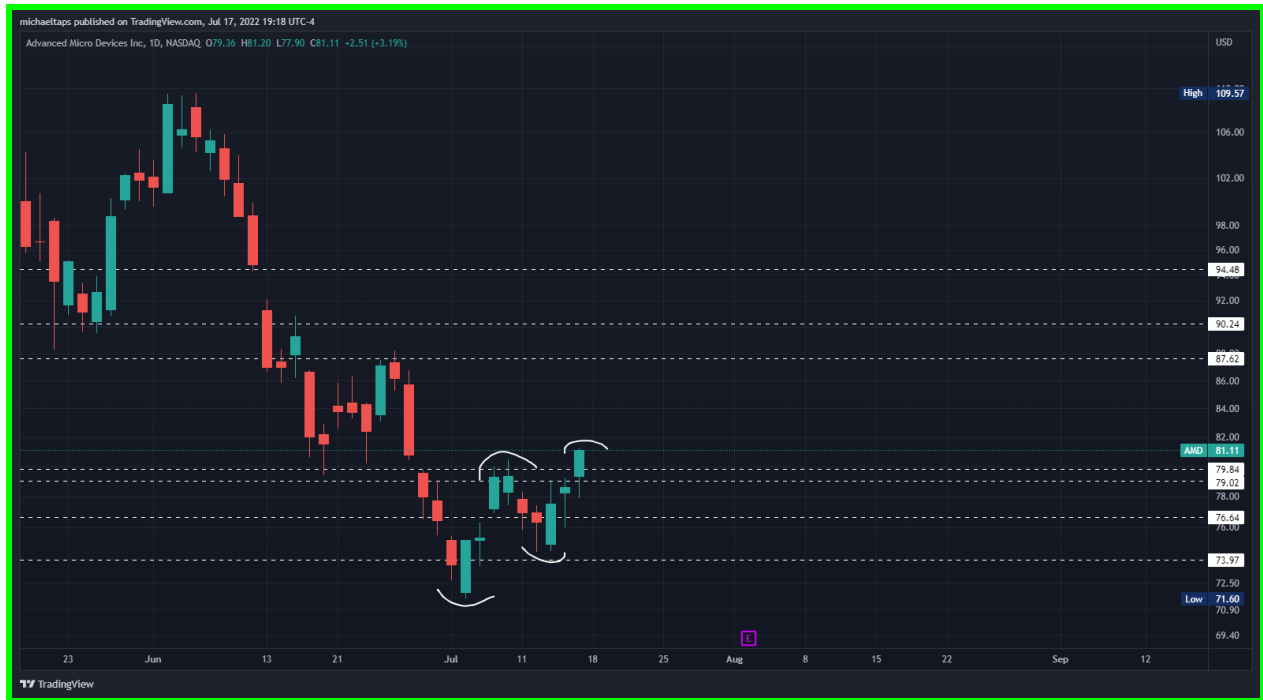 michaeltaps published on TradingView.com, Jul 17, 2022 19:18 UTC-4
Advanced Micro Devices Inc, 1D, NASDAQ O79.36 H81.20 L77.90 C81.11 +2.51 (+3.19%)
USD
High 109.57
106.00
102.00
98.00
96.00
94.48
92.00
90.24
87.62
86.00
84.00
82.00
AMD 81.11
79.84
79.02
78.00
76.64
76.00
73.97
72.50
Low 71.60
70.90
69.40
E
23 Jun 13 21 Jul 11 18 25 Aug 8 15 22 Sep 12
TradingView